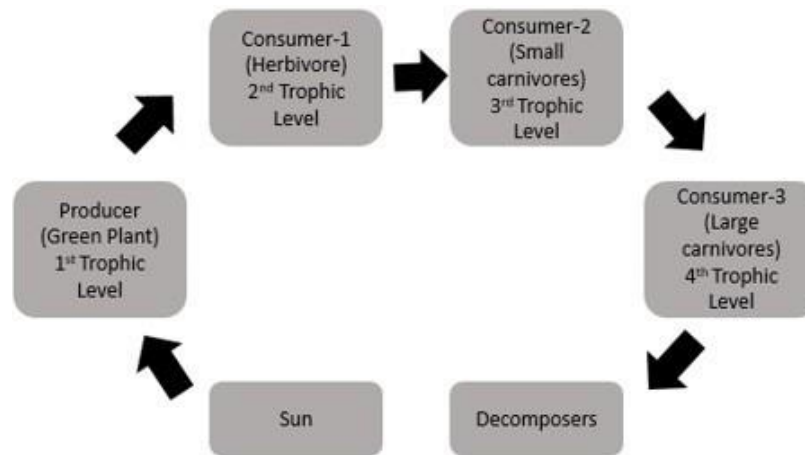 Consumer-1
(Herbivore)
2nd Trophic
Level
Consumer-2
(Small
carnivores)
3rd Trophic
Level
Consumer-3
(Large
carnivores)
4th Trophic
Level
Producer
(Green Plant)
1st Trophic
Level
Sun
Decomposers